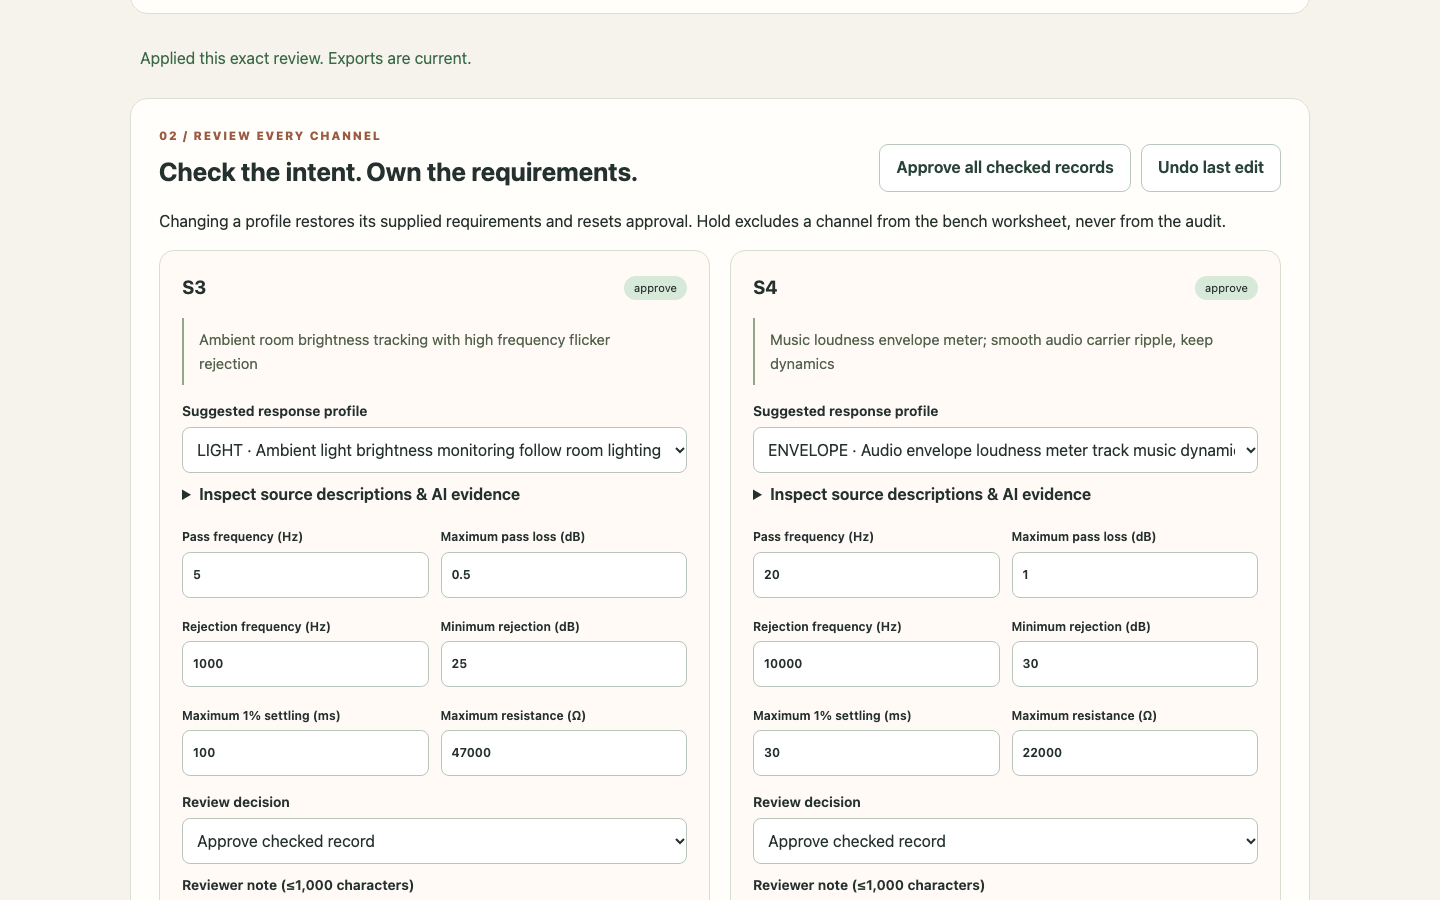 Applied this exact review. Exports are current.
02 / REVIEW EVERY CHANNEL
Check the intent. Own the requirements.
Approve all checked records
Undo last edit
Changing a profile restores its supplied requirements and resets approval. Hold excludes a channel from the bench worksheet, never from the audit.
S3
approve
Ambient room brightness tracking with high frequency flicker
rejection
Suggested response profile
LIGHT · Ambient light brightness monitoring follow room lighting
Inspect source descriptions & AI evidence
Pass frequency (Hz)
Maximum pass loss (dB)
5
0.5
Rejection frequency (Hz)
Minimum rejection (dB)
1000
25
Maximum 1% settling (ms)
Maximum resistance (Ω)
100
47000
Review decision
Approve checked record
Reviewer note (≤1,000 characters)
S4
approve
Music loudness envelope meter; smooth audio carrier ripple, keep
dynamics
Suggested response profile
ENVELOPE · Audio envelope loudness meter track music dynami
Inspect source descriptions & AI evidence
Pass frequency (Hz)
Maximum pass loss (dB)
20
1
Rejection frequency (Hz)
Minimum rejection (dB)
10000
30
Maximum 1% settling (ms)
Maximum resistance (Ω)
30
22000
Review decision
Approve checked record
Reviewer note (≤1,000 characters)